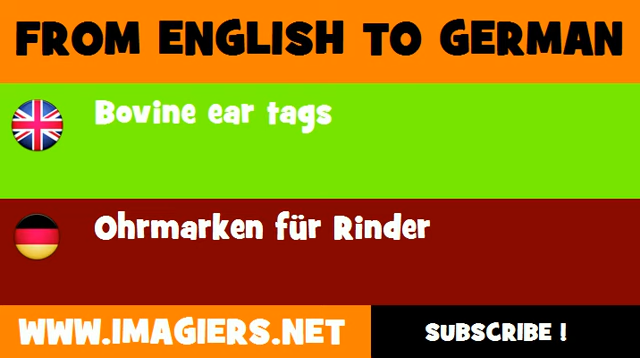 FROM ENGLISH TO GERMAN
Bovine ear tags
Ohrmarken für Rinder
WWW.IMAGIERS.NET
SUBSCRIBE !